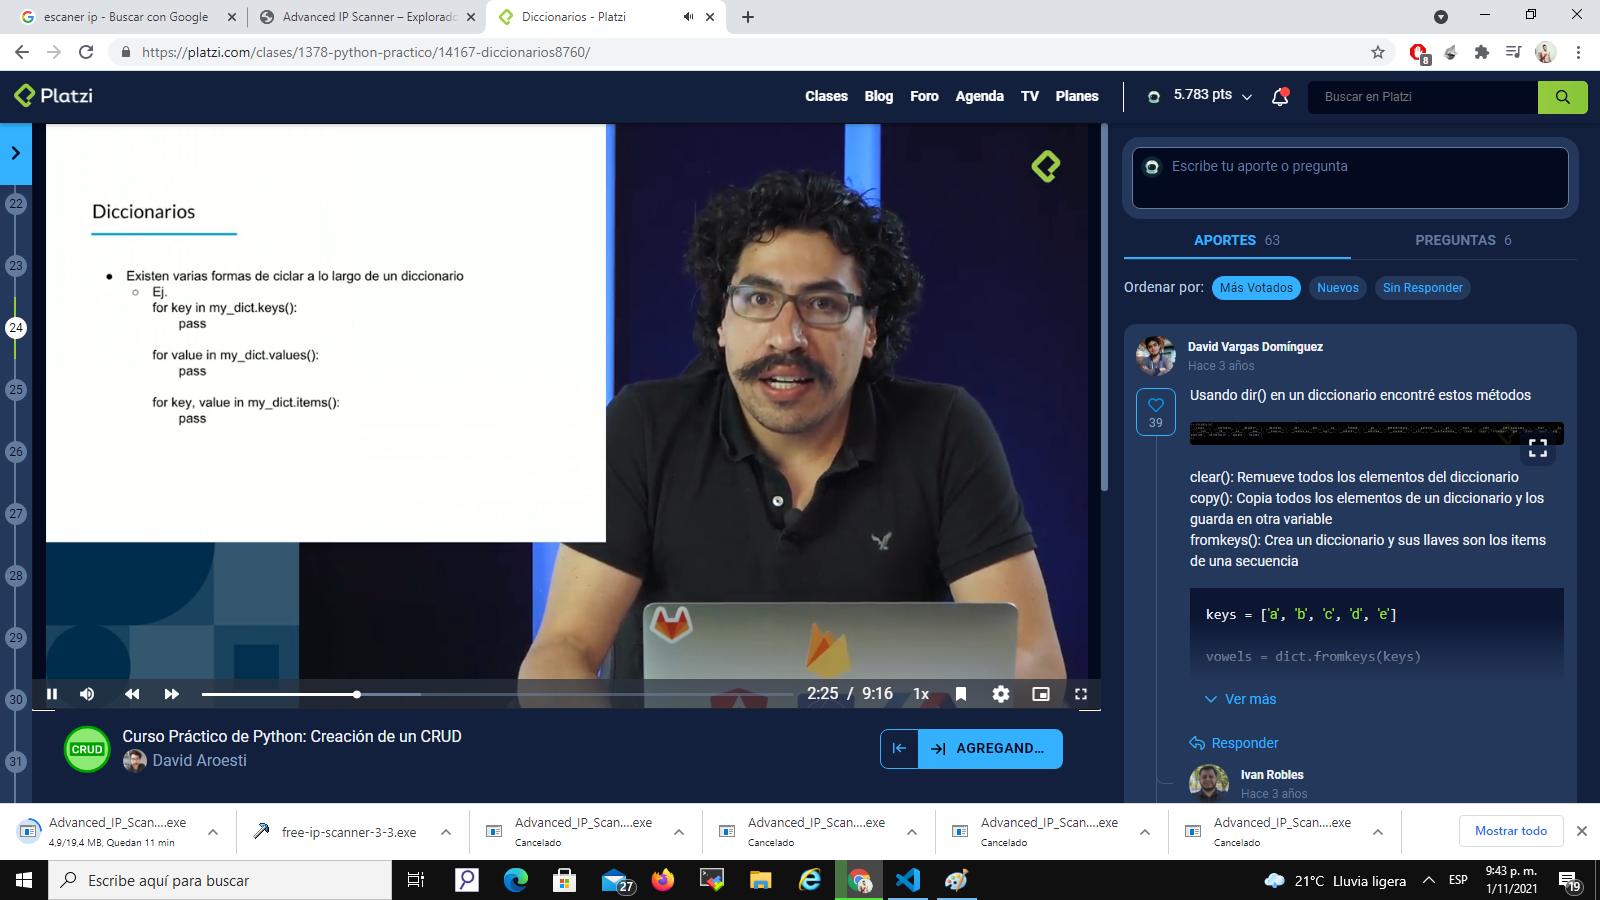 escaner ip - Buscar con Google
Advanced IP Scanner – Explorado
Diccionarios - Platzi
https://platzi.com/clases/1378-python-practico/14167-diccionarios8760/
8
Platzi
Clases
Blog
Foro
Agenda
TV
Planes
5.783 pts
Buscar en Platzi
22
23
24
25
26
27
28
29
30
31
Diccionarios
Existen varias formas de ciclar a lo largo de un diccionario
Ej.
for key in my_dict.keys():
pass
for value in my_dict.values():
pass
for key, value in my_dict.items():
pass
2:25 / 9:16
1x
CRUD
Curso Práctico de Python: Creación de un CRUD
David Aroesti
AGREGAND...
Escribe tu aporte o pregunta
APORTES 63
PREGUNTAS 6
Ordenar por:
Más Votados
Nuevos
Sin Responder
David Vargas Domínguez
Hace 3 años
39
Usando dir() en un diccionario encontré estos métodos
clear(): Remueve todos los elementos del diccionario
copy(): Copia todos los elementos de un diccionario y los
guarda en otra variable
fromkeys(): Crea un diccionario y sus llaves son los items
de una secuencia
keys = ['a', 'b', 'c', 'd', 'e']
vowels = dict.fromkeys(keys)
Ver más
Responder
Ivan Robles
Hace 3 años
Advanced_IP_Scan....exe
4,9/19,4 MB, Quedan 11 min
free-ip-scanner-3-3.exe
Advanced_IP_Scan....exe
Cancelado
Advanced_IP_Scan....exe
Cancelado
Advanced_IP_Scan....exe
Cancelado
Advanced_IP_Scan....exe
Cancelado
Mostrar todo
Escribe aquí para buscar
27
21°C Lluvia ligera
ESP
9:43 p. m.
1/11/2021
19